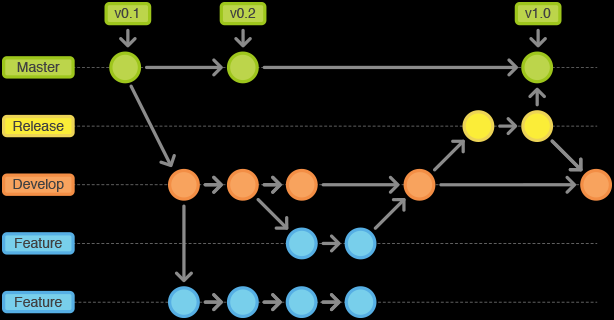 v0.1
v0.2
v1.0
Master
Release
Develop
Feature
Feature